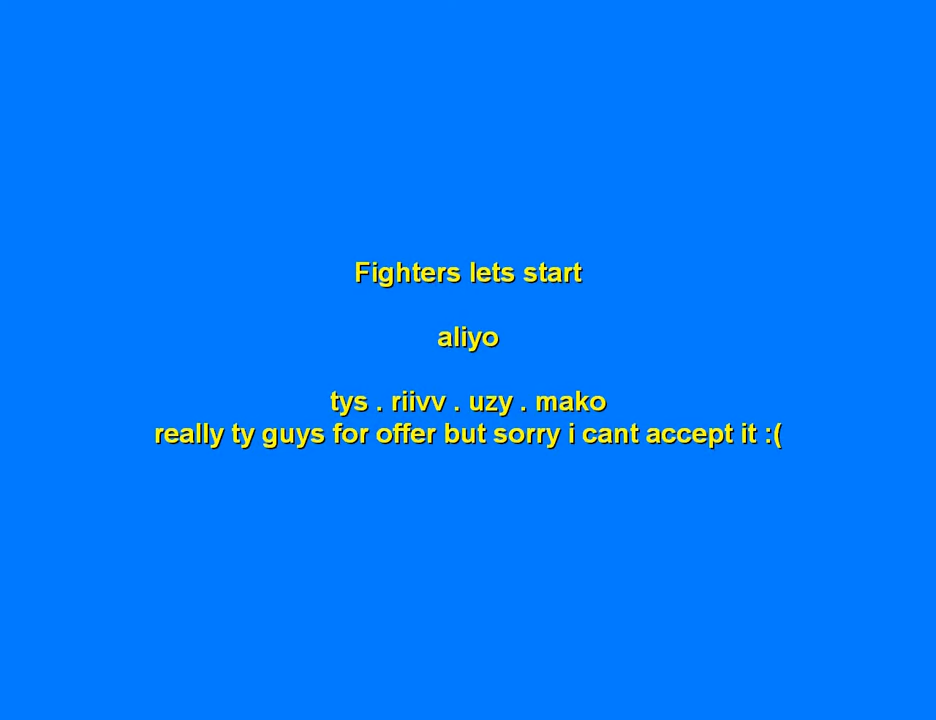 Fighters lets start
aliyo
tys . riivv . uzy . mako
really ty guys for offer but sorry i cant accept it :(